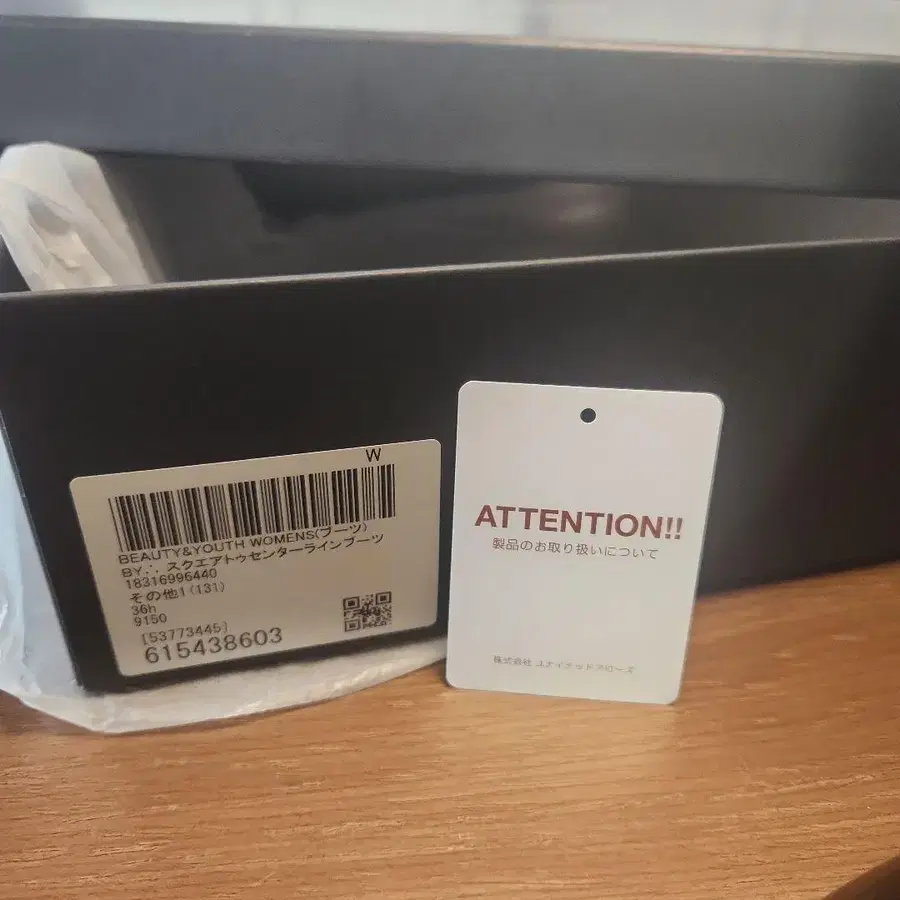 W
BEAUTY&YOUTH WOMENS(ブーツ)
BY∴ スクエアトゥセンターラインブーツ
18316996440
その他1(131)
36h
9150
[53773445]
615438603
ATTENTION!!
製品のお取り扱いについて
株式会社 ユナイテッドアローズ